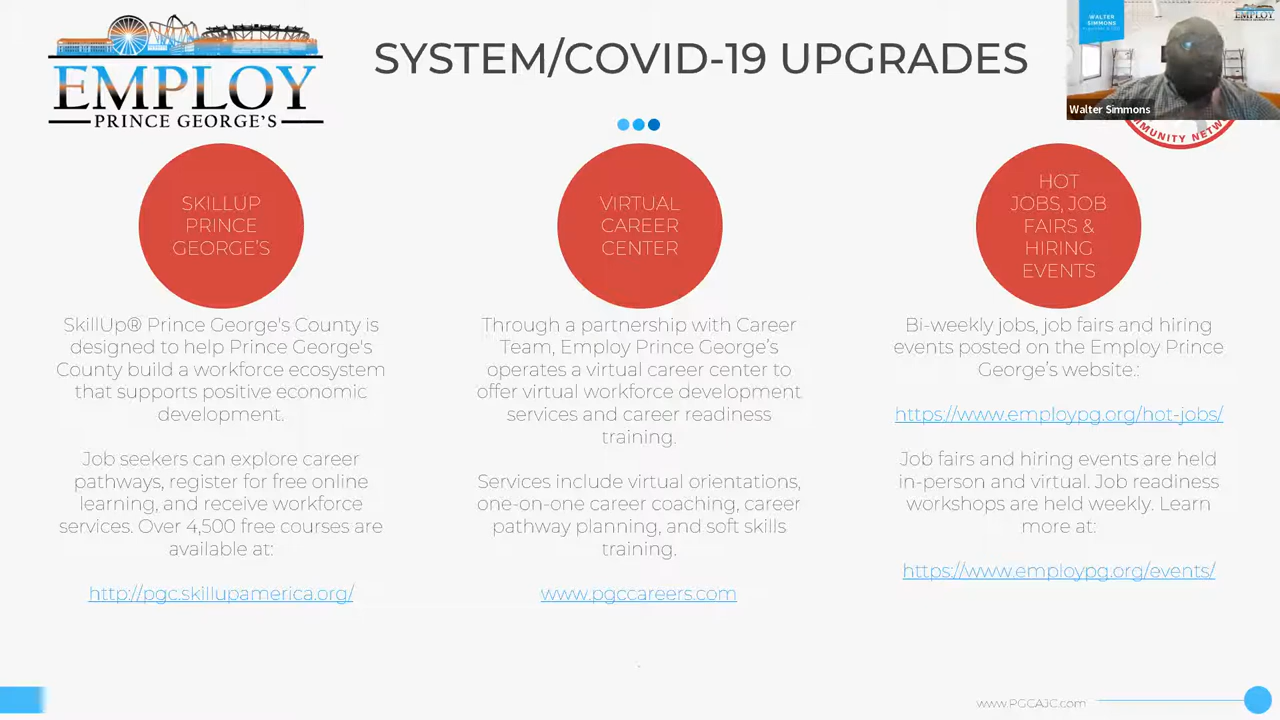 EMPLOY
PRINCE GEORGE'S
SYSTEM/COVID-19 UPGRADES
WALTER
SIMMONS
EMPLOY
Walter Simmons
MMUNITY NETW
SKILLUP
PRINCE
GEORGE'S
SkillUp® Prince George's County is
designed to help Prince George's
County build a workforce ecosystem
that supports positive economic
development.
Job seekers can explore career
pathways, register for free online
learning, and receive workforce
services. Over 4,500 free courses are
available at:
http://pgc.skillupamerica.org/
VIRTUAL
CAREER
CENTER
Through a partnership with Career
Team, Employ Prince George's
operates a virtual career center to
offer virtual workforce development
services and career readiness
training.
Services include virtual orientations,
one-on-one career coaching, career
pathway planning, and soft skills
training.
www.pgccareers.com
HOT
JOBS, JOB
FAIRS &
HIRING
EVENTS
Bi-weekly jobs, job fairs and hiring
events posted on the Employ Prince
George's website.:
https://www.employpg.org/hot-jobs/
Job fairs and hiring events are held
in-person and virtual. Job readiness
workshops are held weekly. Learn
more at:
https://www.employpg.org/events/
www.PGCAJC.com